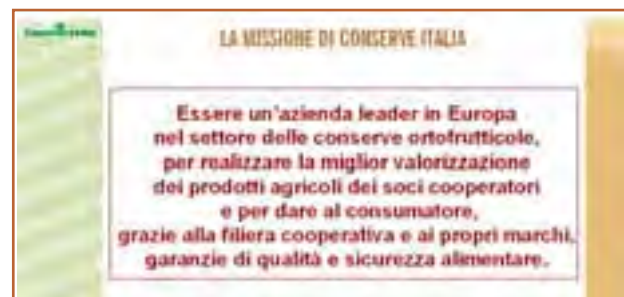 LA MISSIONE DI CONSERVE ITALIA
Essere un'azienda leader in Europa
nel settore delle conserve ortofrutticole,
per realizzare la miglior valorizzazione
dei prodotti agricoli dei soci cooperatori
e per dare al consumatore,
grazie alla filiera cooperativa e ai propri marchi,
garanzie di qualità e sicurezza alimentare.